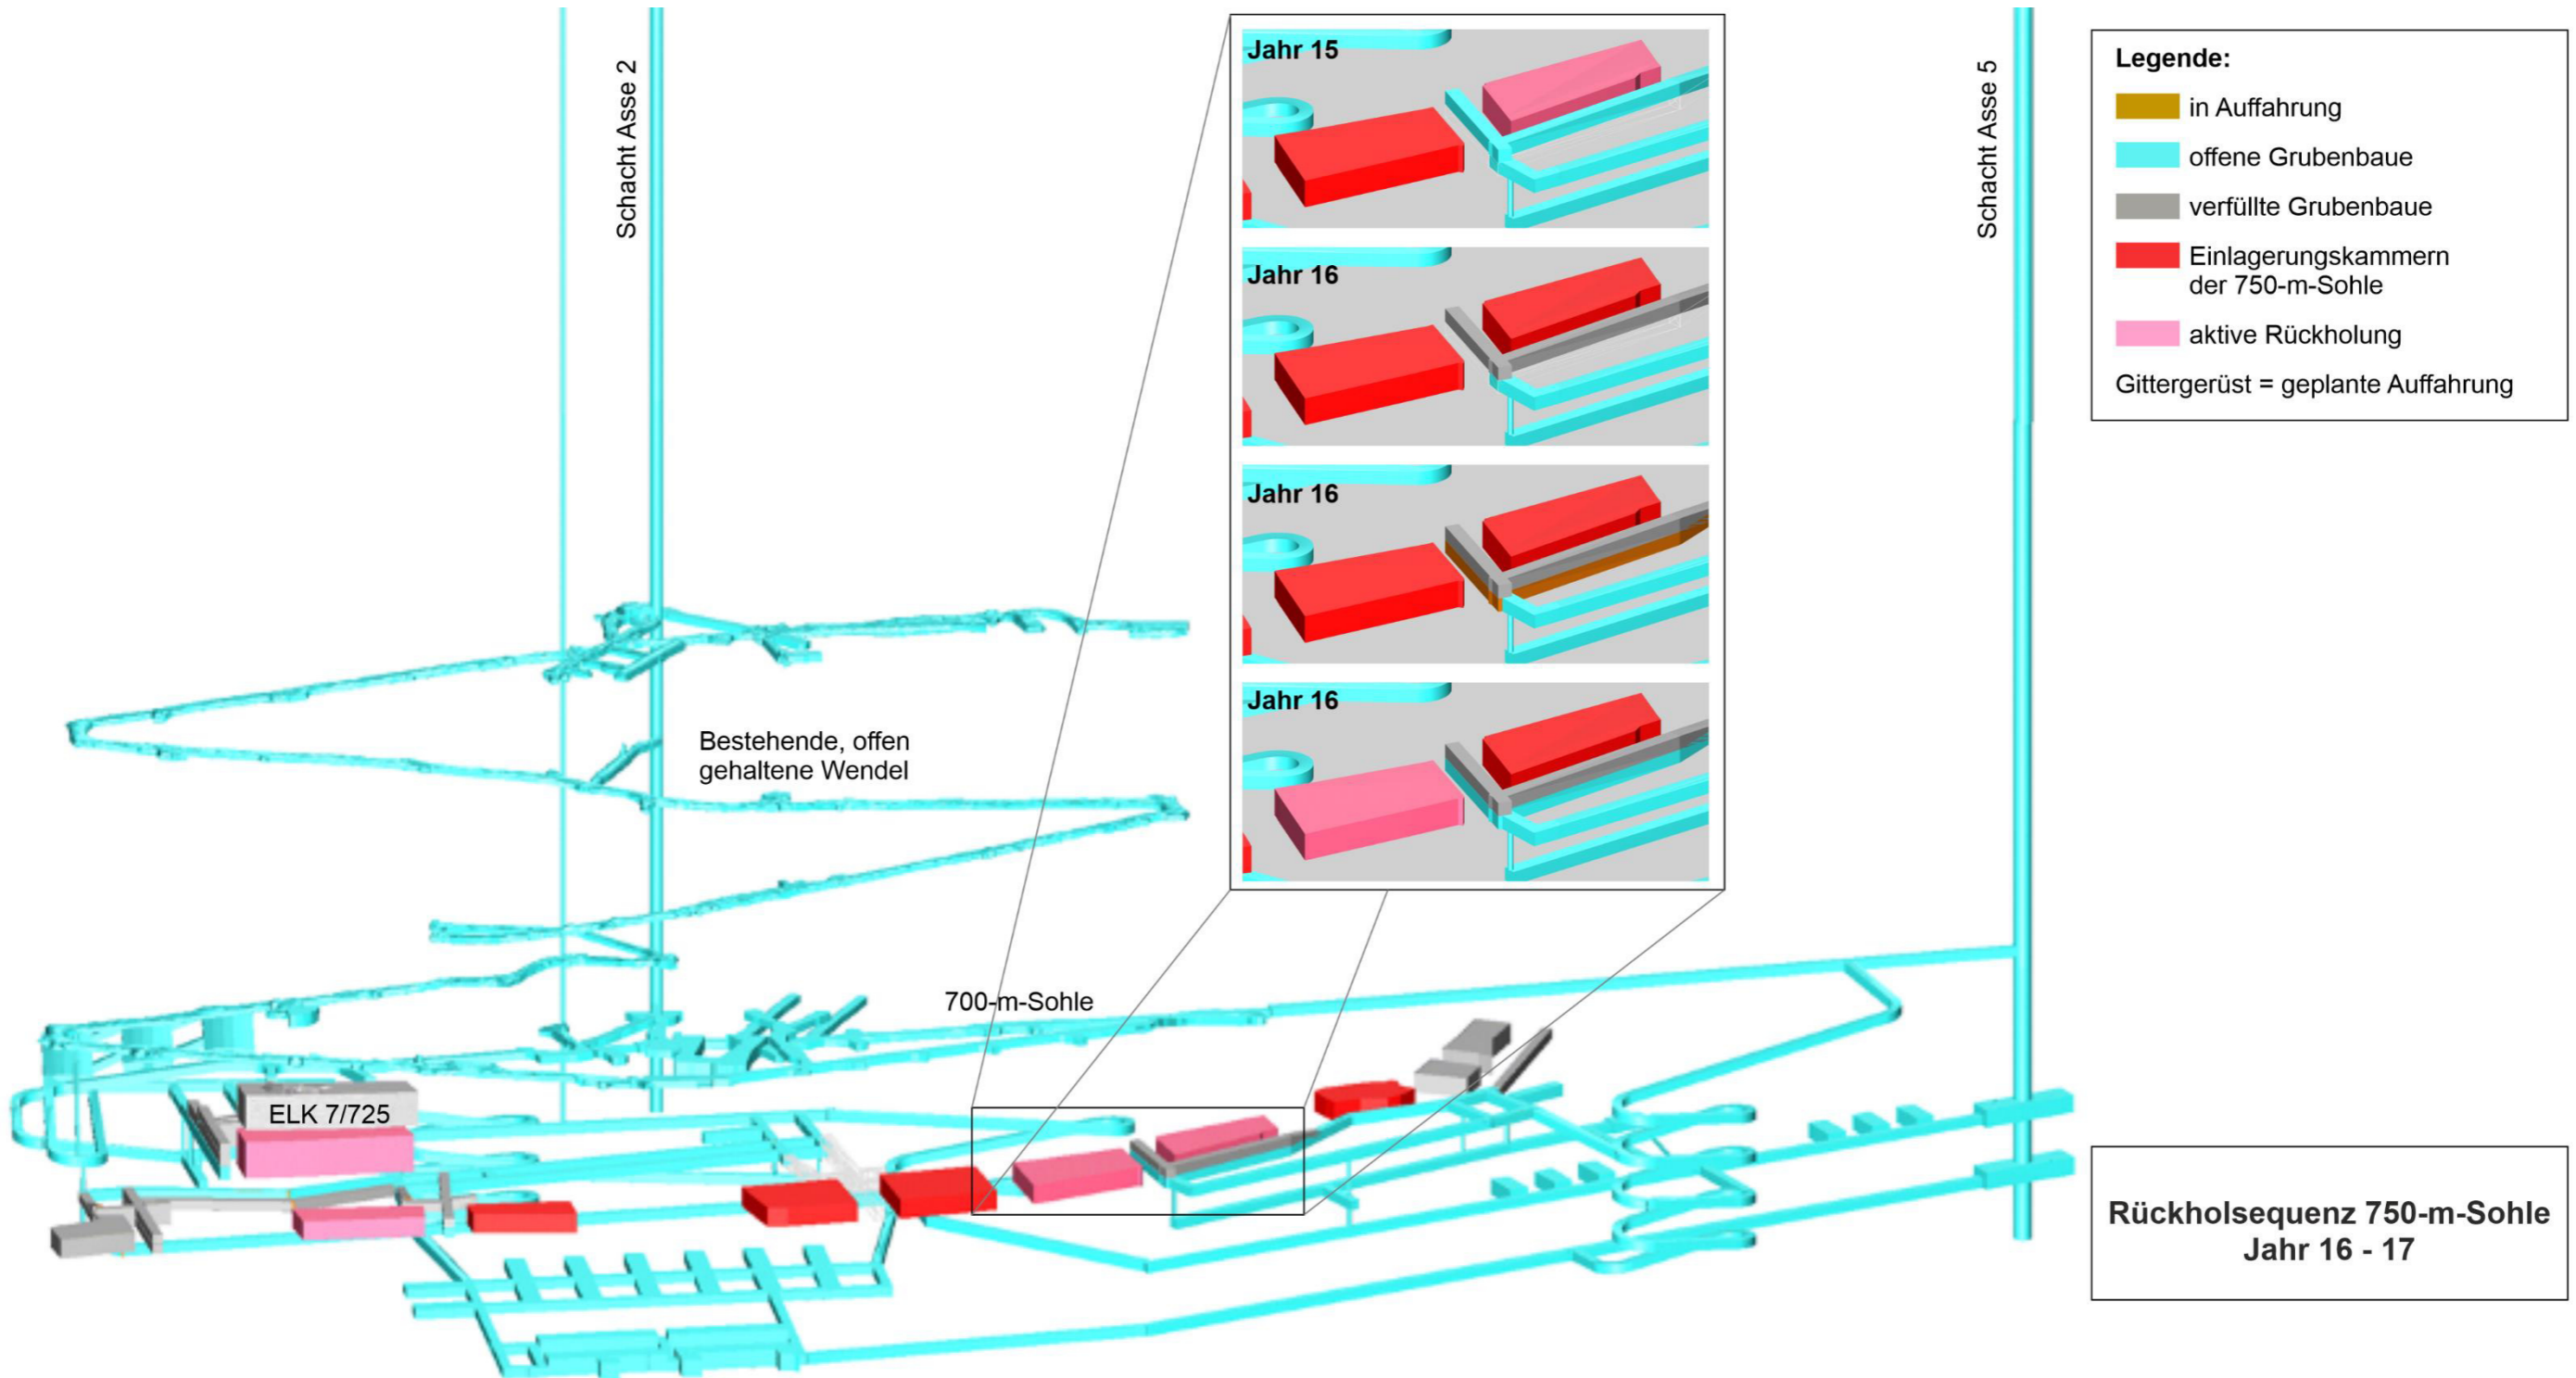 Schacht Asse 2
Jahr 15
Jahr 16
Jahr 16
Jahr 16
Schacht Asse 5
Legende:
in Auffahrung
offene Grubenbaue
verfüllte Grubenbaue
Einlagerungskammern
der 750-m-Sohle
aktive Rückholung
Gittergerüst = geplante Auffahrung
Bestehende, offen
gehaltene Wendel
700-m-Sohle
ELK 7/725
Rückholsequenz 750-m-Sohle
Jahr 16 - 17